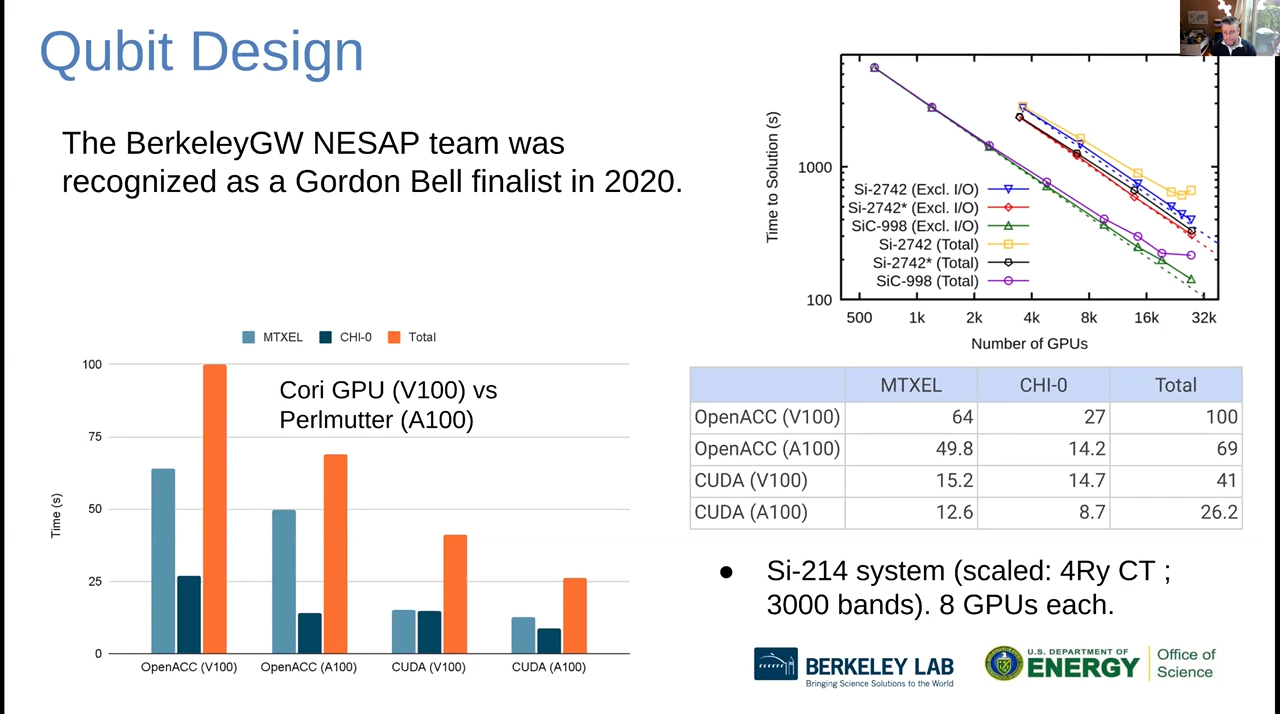 Qubit Design
The BerkeleyGW NESAP team was
recognized as a Gordon Bell finalist in 2020.
Time to Solution (s)
1000
100
Si-2742 (Excl. I/O)
Si-2742* (Excl. I/O)
SiC-998 (Excl. I/O)
Si-2742 (Total)
Si-2742* (Total)
SiC-998 (Total)
500 1k 2k 4k 8k 16k 32k
Number of GPUs
MTXEL CHI-0 Total
Cori GPU (V100) vs
Perlmutter (A100)
Time (s)
100
75
50
25
0
OpenACC (V100) OpenACC (A100) CUDA (V100) CUDA (A100)
MTXEL CHI-0 Total
OpenACC (V100) 64 27 100
OpenACC (A100) 49.8 14.2 69
CUDA (V100) 15.2 14.7 41
CUDA (A100) 12.6 8.7 26.2
● Si-214 system (scaled: 4Ry CT ;
3000 bands). 8 GPUs each.
BERKELEY LAB
Bringing Science Solutions to the World
U.S. DEPARTMENT OF
ENERGY
Office of
Science